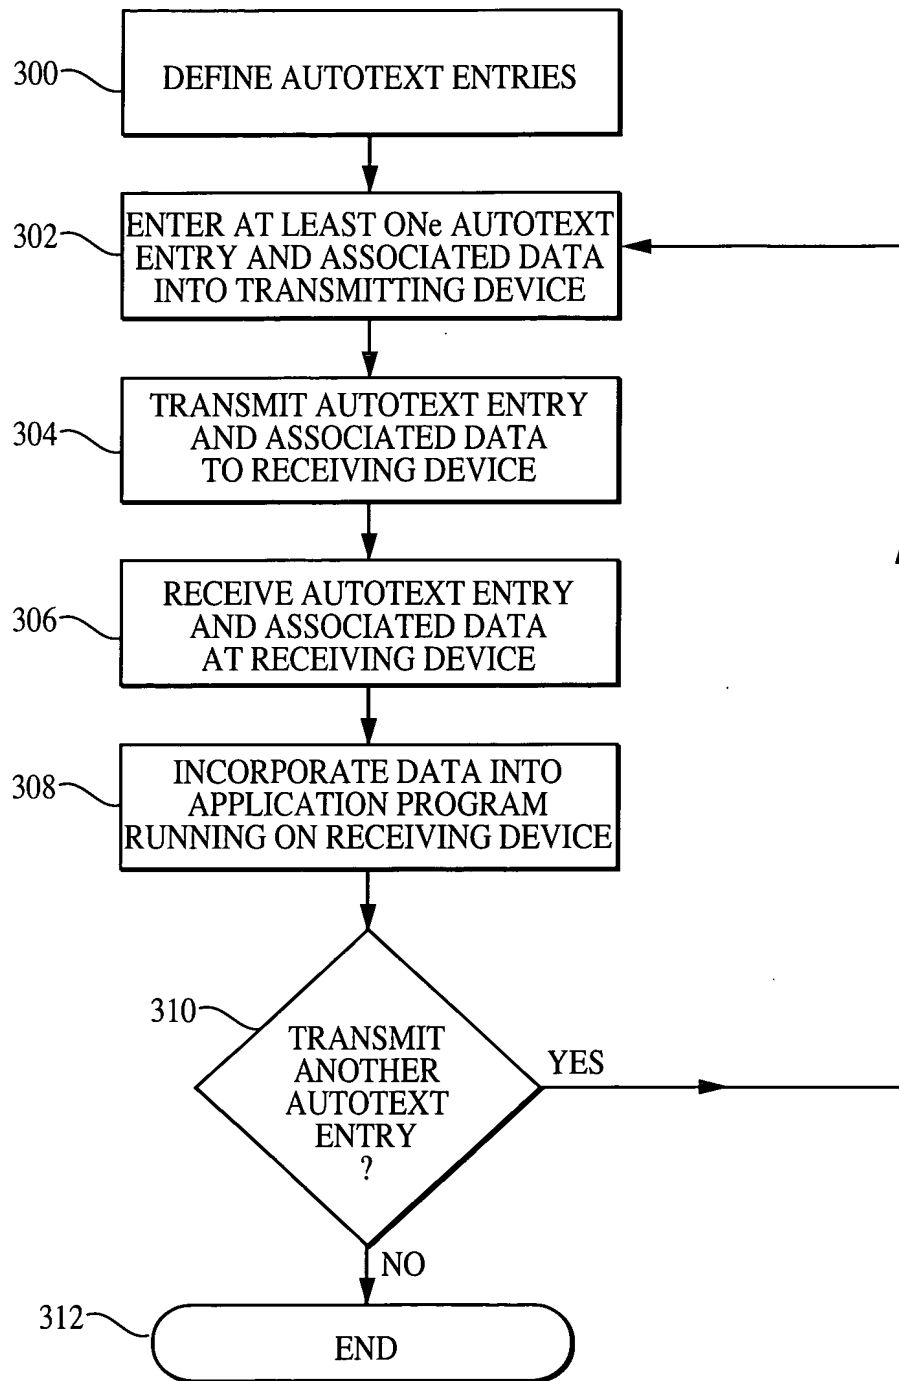 300
DEFINE AUTOTEXT ENTRIES
302
ENTER AT LEAST ONe AUTOTEXT
ENTRY AND ASSOCIATED DATA
INTO TRANSMITTING DEVICE
304
TRANSMIT AUTOTEXT ENTRY
AND ASSOCIATED DATA
TO RECEIVING DEVICE
306
RECEIVE AUTOTEXT ENTRY
AND ASSOCIATED DATA
AT RECEIVING DEVICE
308
INCORPORATE DATA INTO
APPLICATION PROGRAM
RUNNING ON RECEIVING DEVICE
310
TRANSMIT
ANOTHER
AUTOTEXT
ENTRY
?
YES
NO
312
END